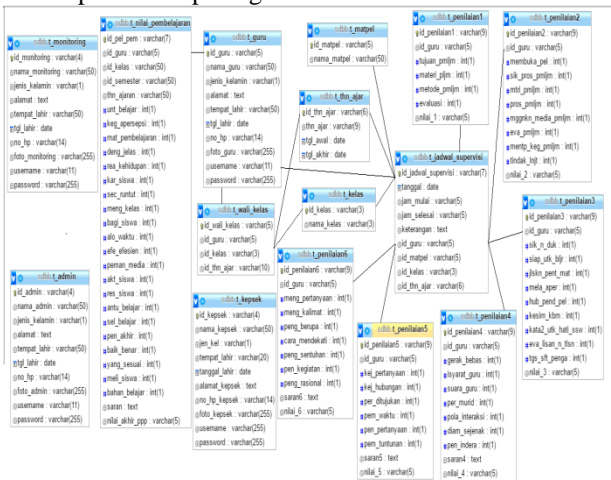 sdbb t_monitoring
id_monitoring : varchar(4)
nama_monitoring : varchar(50)
jenis_kelamin : varchar(1)
alamat : text
tempat_lahir : varchar(50)
tgl_lahir : date
no_hp : varchar(14)
foto_monitoring : varchar(255)
username : varchar(11)
password : varchar(255)
sdbb t_admin
id_admin : varchar(4)
nama_admin : varchar(50)
jenis_kelamin : varchar(1)
alamat : text
tempat_lahir : varchar(50)
tgl_lahir : date
no_hp : varchar(14)
foto_admin : varchar(255)
username : varchar(11)
password : varchar(255)
sdbb t_nilai_pembelajaran
id_pel_pem : varchar(7)
id_guru : varchar(5)
id_kelas : varchar(50)
id_semester : varchar(50)
thn_ajaran : varchar(50)
unt_belajar : int(1)
keg_apersepsi : int(1)
mat_pembelajaran : int(1)
deng_jelas : int(1)
rea_kehidupan : int(1)
kar_siswa : int(1)
sec_runtut : int(1)
meng_kelas : int(1)
bagi_siswa : int(1)
alo_waktu : int(1)
efe_efesien : int(1)
peman_media : int(1)
akt_siswa : int(1)
res_siswa : int(1)
antu_belajar : int(1)
sel_belajar : int(1)
pen_akhir : int(1)
baik_benar : int(1)
yang_sesuai : int(1)
meli_siswa : int(1)
bahan_belajar : int(1)
saran : text
nilai_akhir_ppp : varchar(5)
sdbb t_guru
id_guru : varchar(5)
nama_guru : varchar(50)
jenis_kelamin : varchar(1)
alamat : text
tempat_lahir : varchar(50)
tgl_lahir : date
no_hp : varchar(14)
foto_guru : varchar(255)
username : varchar(11)
password : varchar(255)
sdbb t_wali_kelas
id_wali_kelas : varchar(5)
id_guru : varchar(5)
id_kelas : varchar(3)
id_thn_ajar : varchar(10)
sdbb t_kepsek
id_kepsek : varchar(4)
nama_kepsek : varchar(50)
jen_kel : varchar(1)
tempat_lahir : varchar(20)
tanggal_lahir : date
alamat_kepsek : text
no_hp_kepsek : varchar(14)
foto_kepsek : varchar(255)
username : varchar(255)
password : varchar(255)
sdbb t_matpel
id_matpel : varchar(5)
nama_matpel : varchar(50)
sdbb t_thn_ajar
id_thn_ajar : varchar(6)
thn_ajar : varchar(9)
tgl_awal : date
tgl_akhir : date
sdbb t_kelas
id_kelas : varchar(3)
nama_kelas : varchar(3)
sdbb t_penilaian6
id_penilaian6 : varchar(9)
id_guru : varchar(5)
meng_pertanyaan : int(1)
meng_kalimat : int(1)
peng_berupa : int(1)
cara_mendekati : int(1)
peng_sentuhan : int(1)
pen_kegiatan : int(1)
peng_rasional : int(1)
saran6 : text
nilai_6 : varchar(5)
sdbb t_penilaian1
id_penilaian1 : varchar(9)
id_guru : varchar(5)
tujuan_pmljm : int(1)
materi_pljm : int(1)
metode_pmljm : int(1)
evaluasi : int(1)
nilai_1 : varchar(5)
sdbb t_jadwal_supervisi
id_jadwal_supervisi : varchar(7)
tanggal : date
jam_mulai : varchar(5)
jam_selesai : varchar(5)
keterangan : text
id_guru : varchar(5)
id_matpel : varchar(5)
id_kelas : varchar(3)
id_thn_ajar : varchar(6)
sdbb t_penilaian5
id_penilaian5 : varchar(9)
id_guru : varchar(5)
kej_pertanyaan : int(1)
kej_hubungan : int(1)
per_ditujukan : int(1)
pem_waktu : int(1)
pen_pertanyaan : int(1)
pem_tuntunan : int(1)
saran5 : text
nilai_5 : varchar(5)
sdbb t_penilaian2
id_penilaian2 : varchar(9)
id_guru : varchar(5)
membuka_pel : int(1)
sik_pros_pmljm : int(1)
mtri_pmljm : int(1)
pros_pmljm : int(1)
mggnkn_media_pmljm : int(1)
eva_pmljm : int(1)
mentp_keg_pmljm : int(1)
tindak_lnjt : int(1)
nilai_2 : varchar(5)
sdbb t_penilaian3
id_penilaian3 : varchar(9)
id_guru : varchar(5)
sik_n_duk : int(1)
siap_utk_bljr : int(1)
jlskn_pent_mat : int(1)
mela_aper : int(1)
hub_pend_pel : int(1)
kesim_kbm : int(1)
kata2_utk_hati_ssw : int(1)
eva_lisan_n_tlsn : int(1)
tgs_sft_penga : int(1)
nilai_3 : varchar(5)
sdbb t_penilaian4
id_penilaian4 : varchar(9)
id_guru : varchar(5)
gerak_bebas : int(1)
isyarat_guru : int(1)
suara_guru : int(1)
per_murid : int(1)
pola_interaksi : int(1)
diam_sejenak : int(1)
pen_indera : int(1)
saran4 : text
nilai_4 : varchar(5)